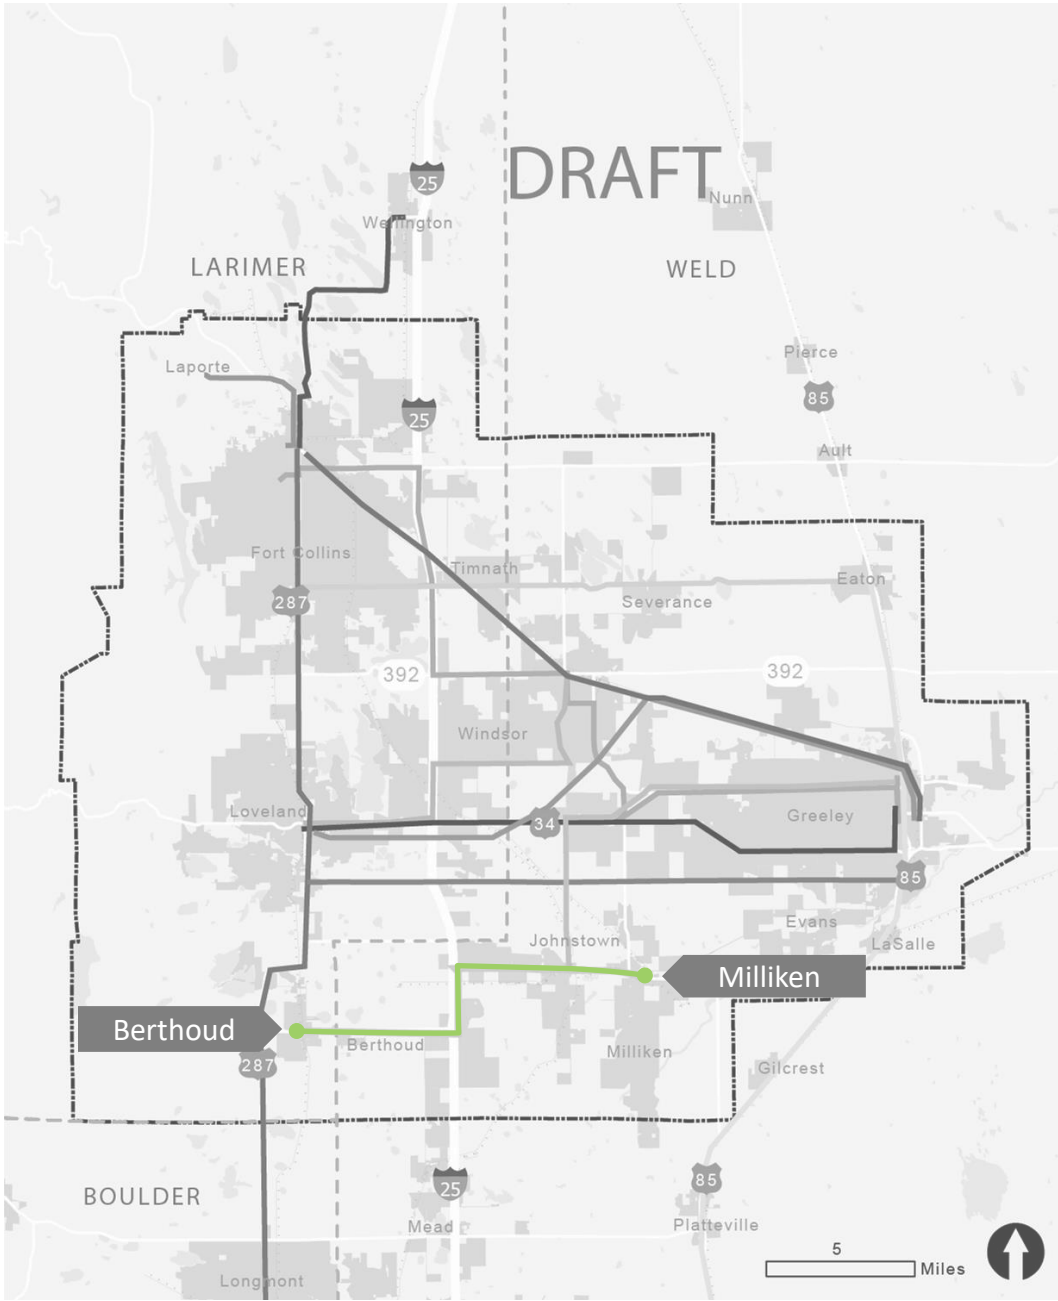 25
DRAFT
Nunn
Wellington
LARIMER
WELD
Pierce
Laporte
85
25
Ault
Fort Collins
Timnath
Eaton
287
Severance
392
392
Windsor
Loveland
34
Greeley
85
Evans
Johnstown
LaSalle
Milliken
Berthoud
Berthoud
Milliken
287
Gilcrest
25
85
BOULDER
Mead
Platteville
5
Miles
Longmont